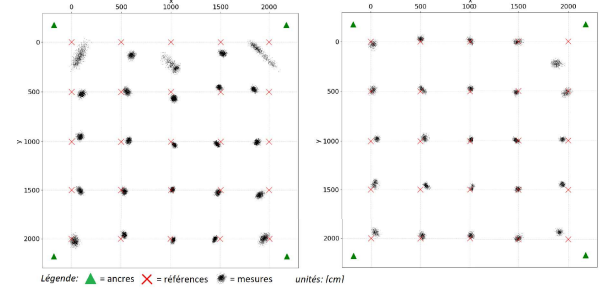 x x
0 500 1000 1500 2000 0 500 1000 1500 2000
0 0
500 500
y 1000 y 1000
1500 1500
2000 2000
Légende: = ancres = références = mesures unités: [cm]